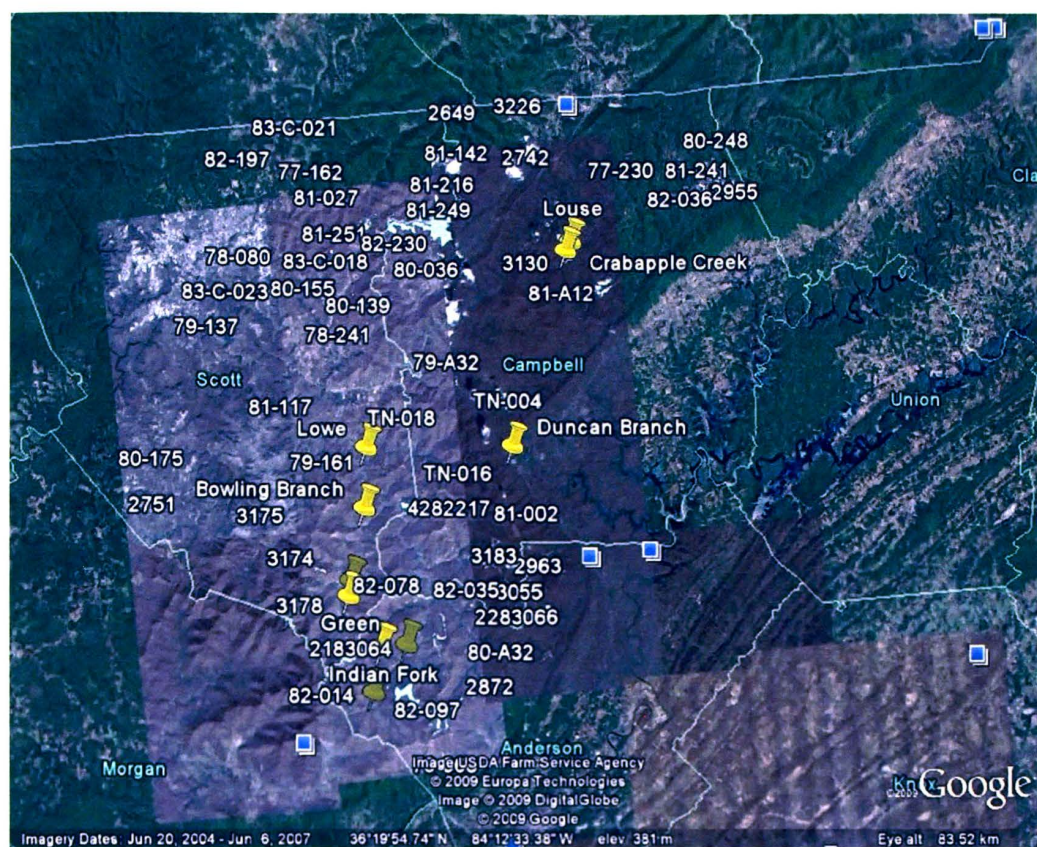 2649
3226
83-C-021
80-248
82-197
81-142
2742
77-162
77-230
81-241
81-216
82-036
2955
81-027
81-249
Louse
81-251
82-230
78-080
83-C-018
80-036
3130
Crabapple Creek
83-C-023
80-155
81-A12
80-139
79-137
78-241
79-A32
Campbell
Scott
TN-004
Union
81-117
TN-018
Lowe
Duncan Branch
80-175
79-161
TN-016
Bowling Branch
2751
3175
4282217
81-002
3174
3183
2963
82-078
82-035
3055
3178
2283066
Green
2183064
80-A32
Indian Fork
2872
82-014
82-097
Anderson
Morgan
Image USDA Farm Service Agency
© 2009 Europa Technologies
Image © 2009 DigitalGlobe
© 2009 Google
©2009 Google
Imagery Dates: Jun 20, 2004 - Jun 6, 2007 36°19'54.74" N 84°12'33.38" W elev 381 m Eye alt 83.52 km